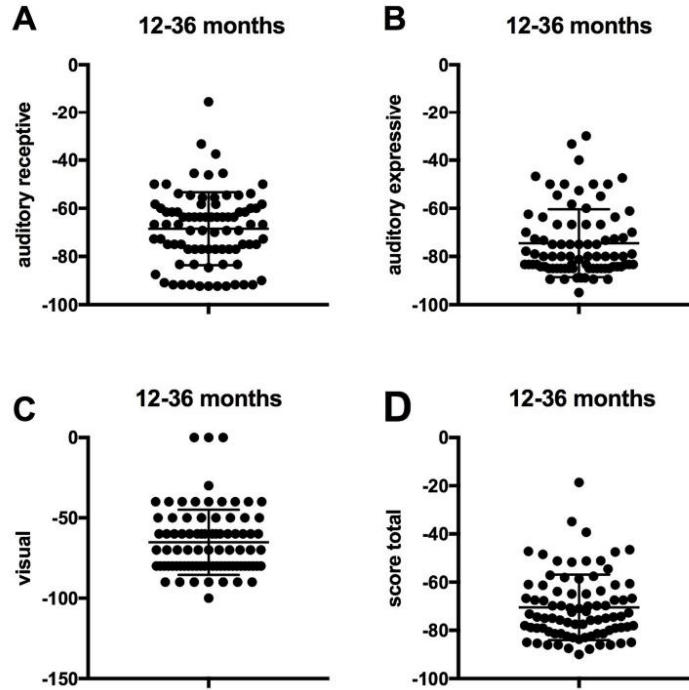 A
12-36 months
auditory receptive
0
-20
-40
-60
-80
-100
B
12-36 months
auditory expressive
0
-20
-40
-60
-80
-100
C
12-36 months
visual
0
-50
-100
-150
D
12-36 months
score total
0
-20
-40
-60
-80
-100